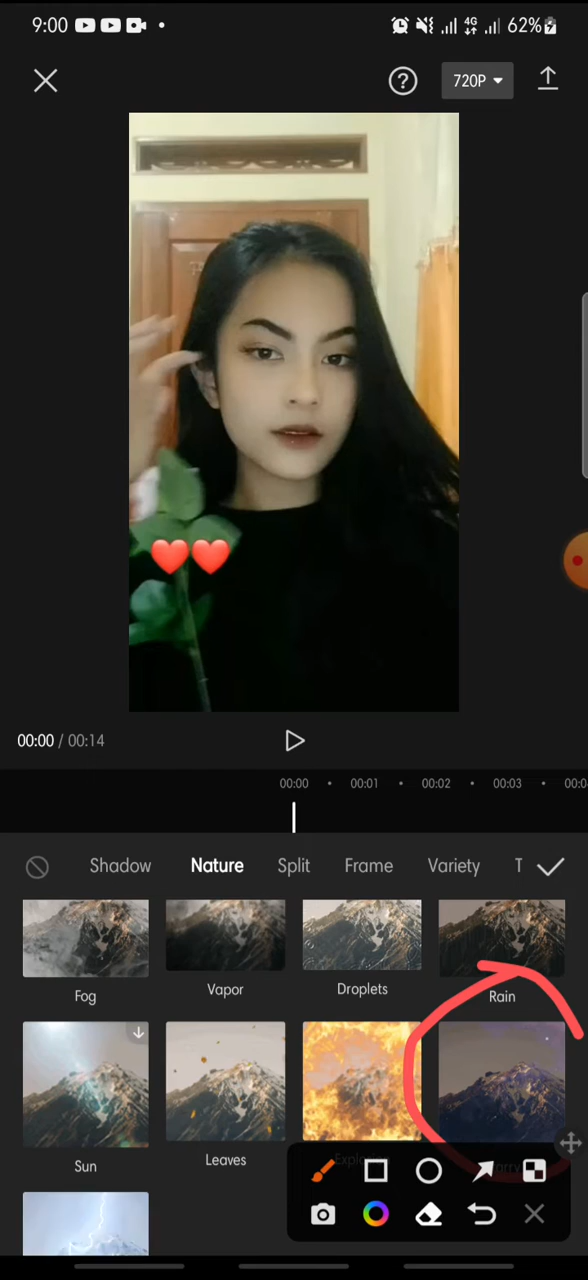 9:00
4G
62%
720P
00:00 / 00:14
00:00 00:01 00:02 00:03
Shadow Nature Split Frame Variety T
Fog Vapor Droplets Rain
Sun Leaves